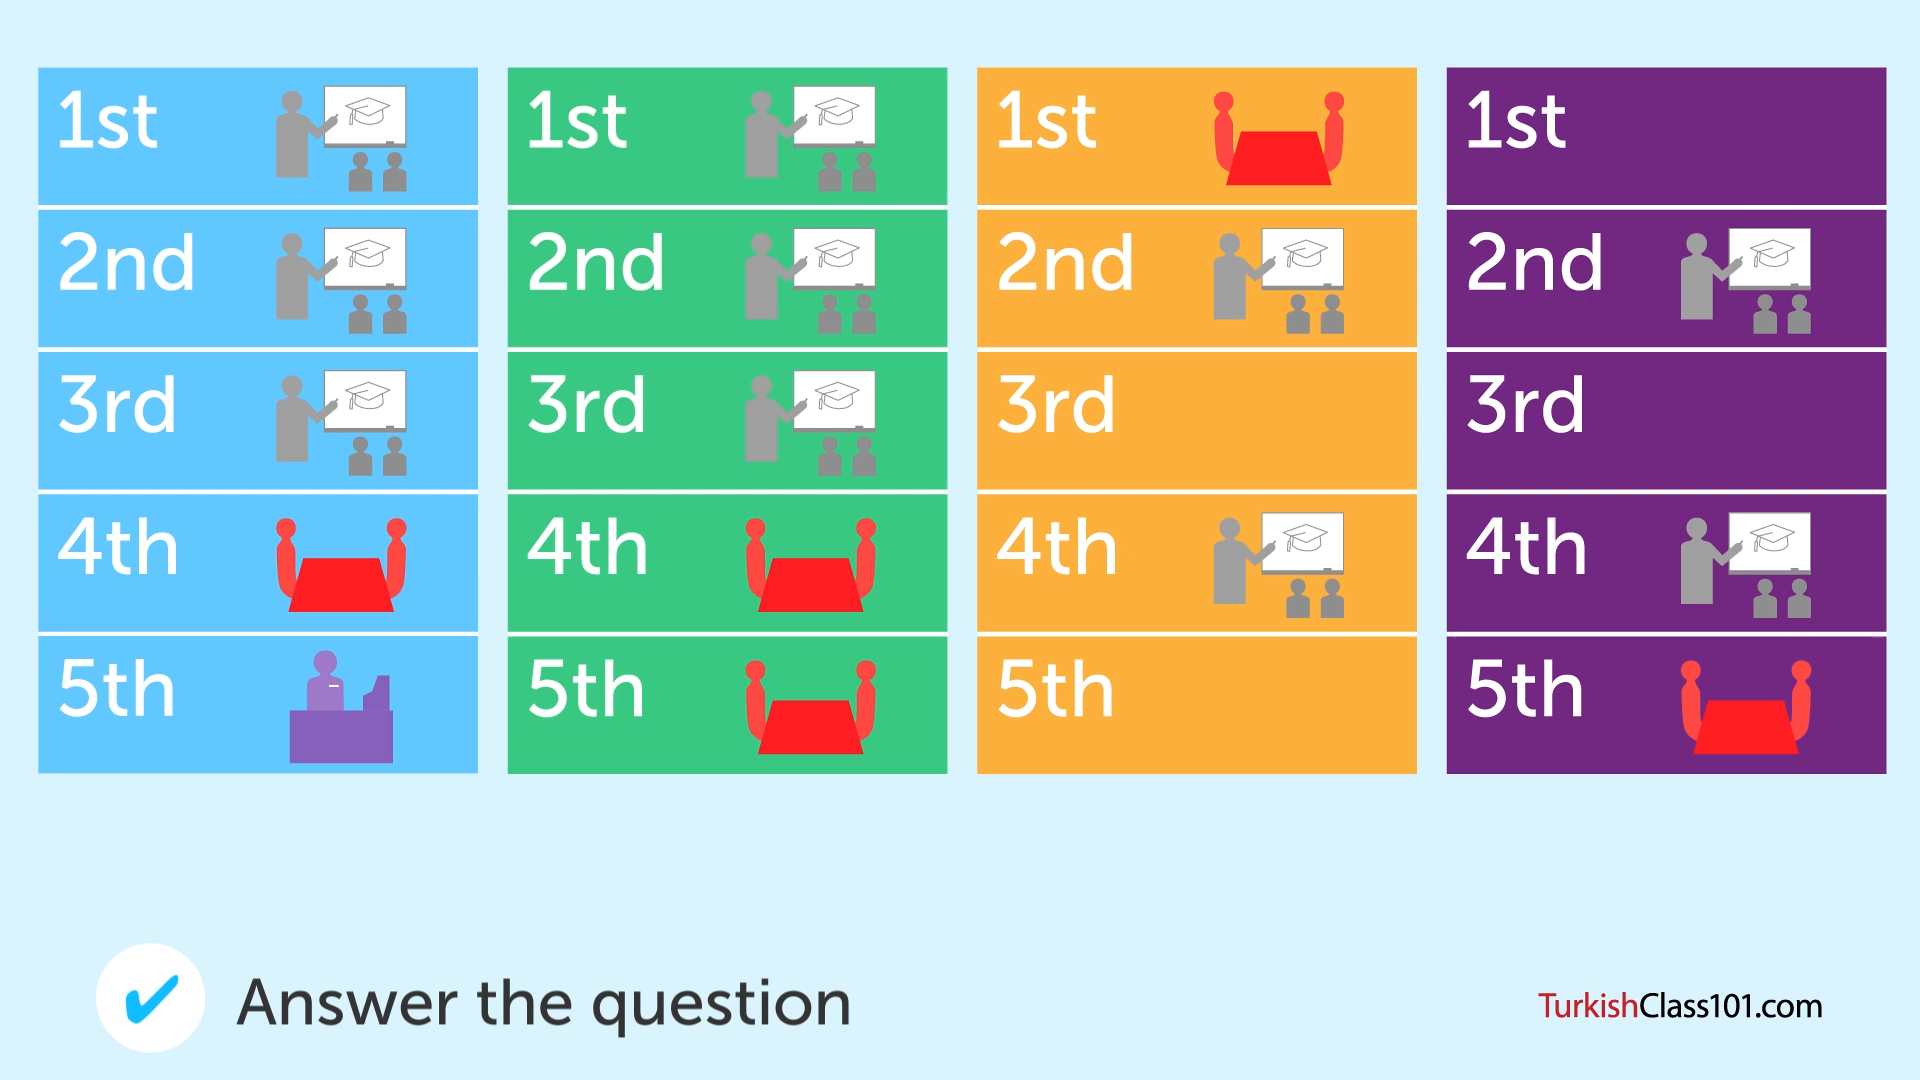 1st
2nd
3rd
4th
5th
1st
2nd
3rd
4th
5th
1st
2nd
3rd
4th
5th
1st
2nd
3rd
4th
5th
Answer the question
TurkishClass101.com